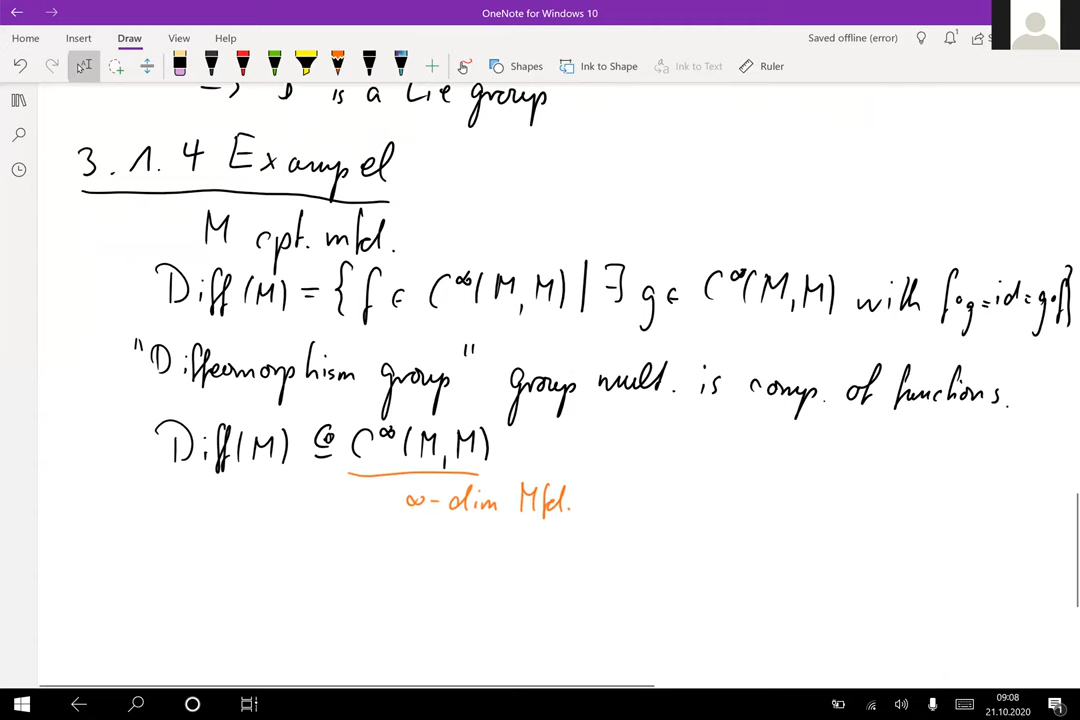 OneNote for Windows 10
Home Insert Draw View Help
Saved offline (error)
Shapes Ink to Shape Ink to Text Ruler
is a Lie group
3.1.4 Exampel
M cpt. mfd.
Diff(M) = {f ∈ C^∞(M,M) | ∃ g ∈ C^∞(M,M) with f∘g=id=g∘f}
"Diffeomorphism group" group mult. is comp. of functions.
Diff(M) ⊆ C^∞(M,M)
∞-dim Mfd.
09:08
21.10.2020